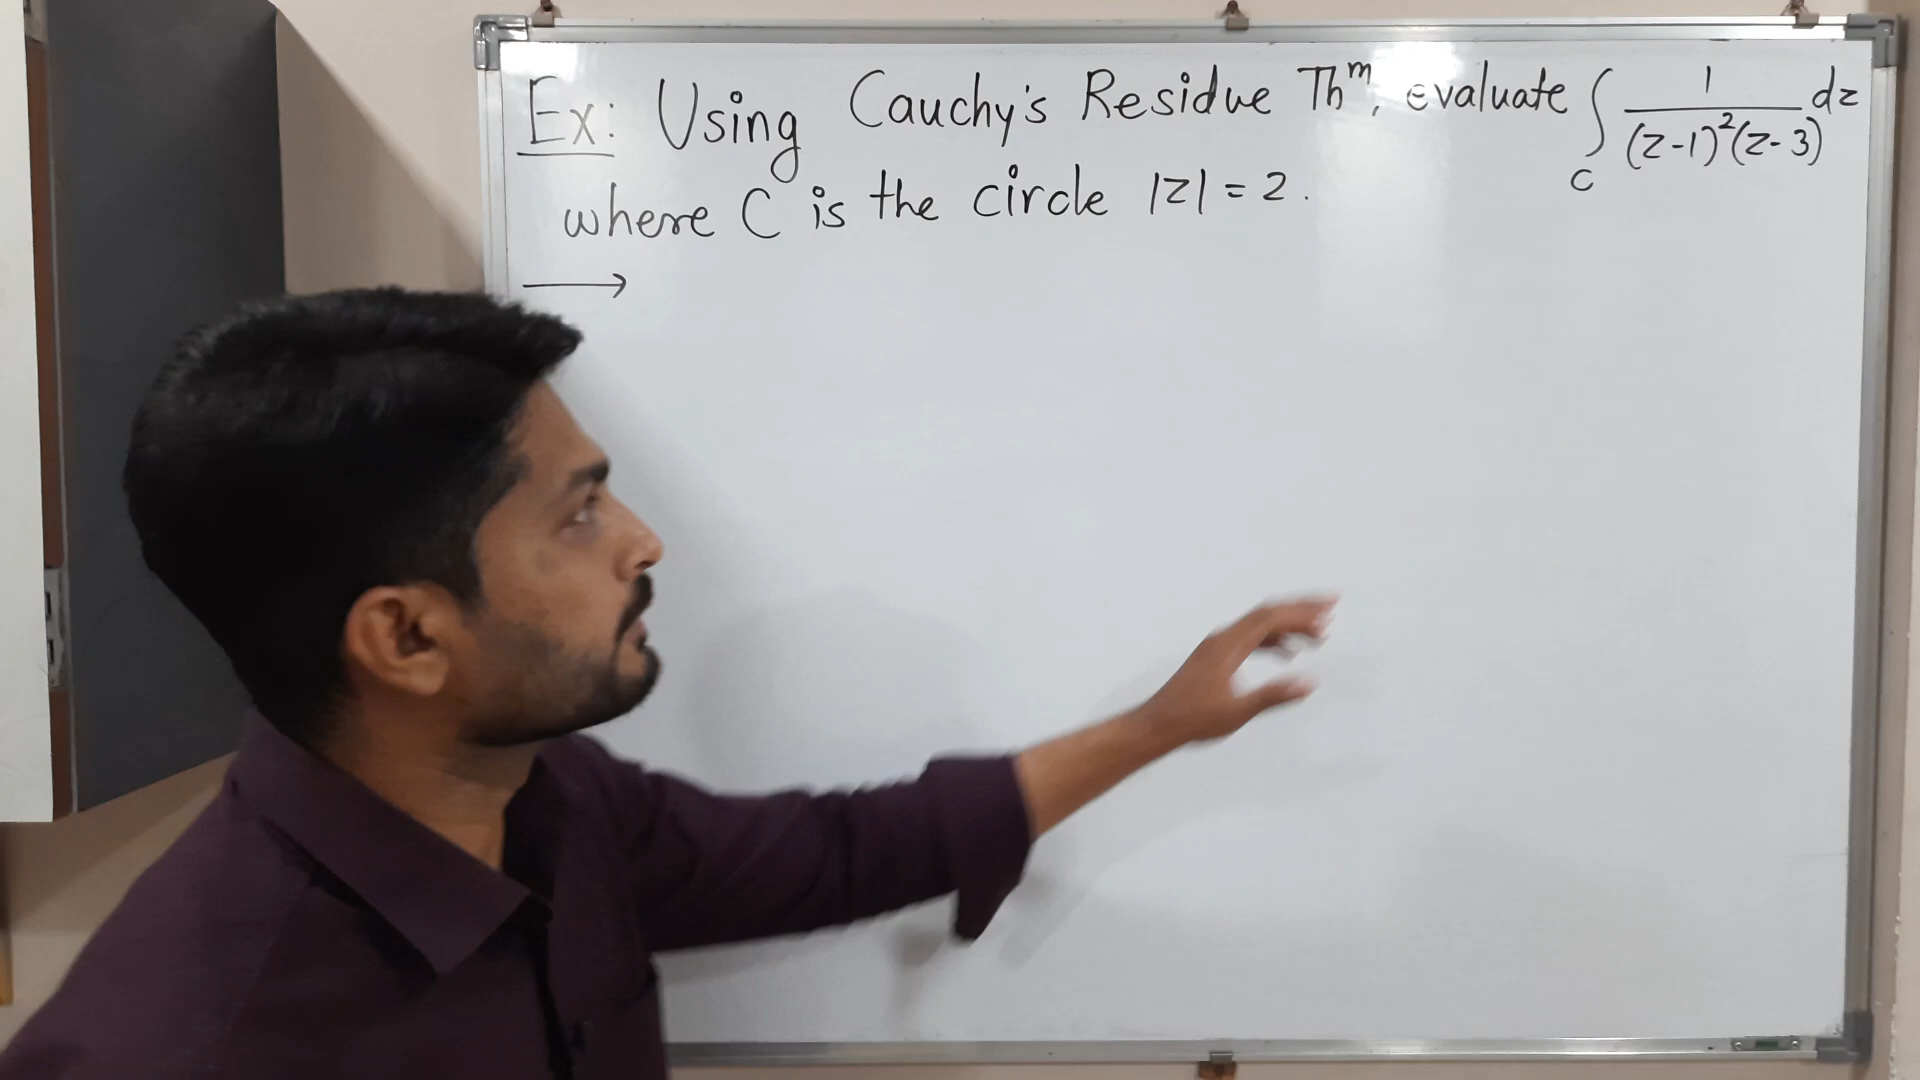 Ex: Using Cauchy's Residue Thᵐ, evaluate ∫_C 1/((z-1)²(z-3)) dz
where C is the circle |z| = 2.
→